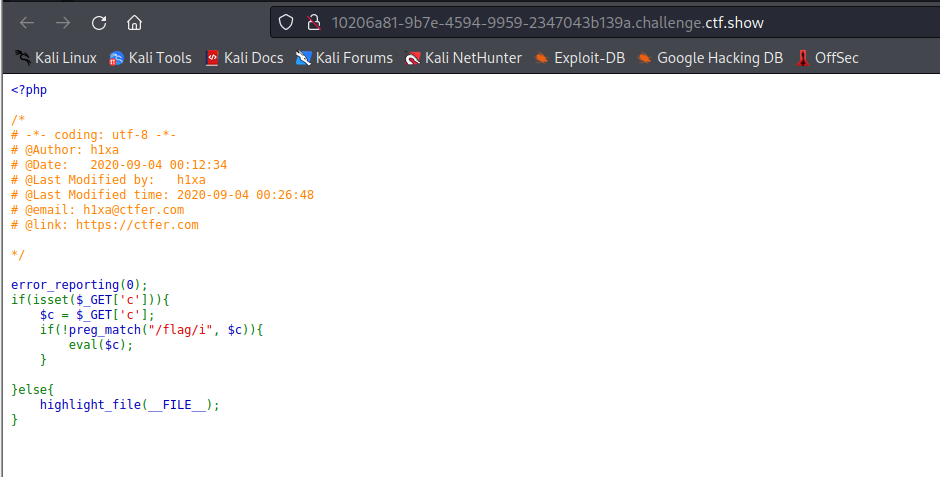 10206a81-9b7e-4594-9959-2347043b139a.challenge.ctf.show
Kali Linux Kali Tools Kali Docs Kali Forums Kali NetHunter Exploit-DB Google Hacking DB OffSec
<?php
/*
# -*- coding: utf-8 -*-
# @Author: h1xa
# @Date:   2020-09-04 00:12:34
# @Last Modified by:   h1xa
# @Last Modified time: 2020-09-04 00:26:48
# @email: h1xa@ctfer.com
# @link: https://ctfer.com
*/
error_reporting(0);
if(isset($_GET['c'])){
    $c = $_GET['c'];
    if(!preg_match("/flag/i", $c)){
        eval($c);
    }
}else{
    highlight_file(__FILE__);
}